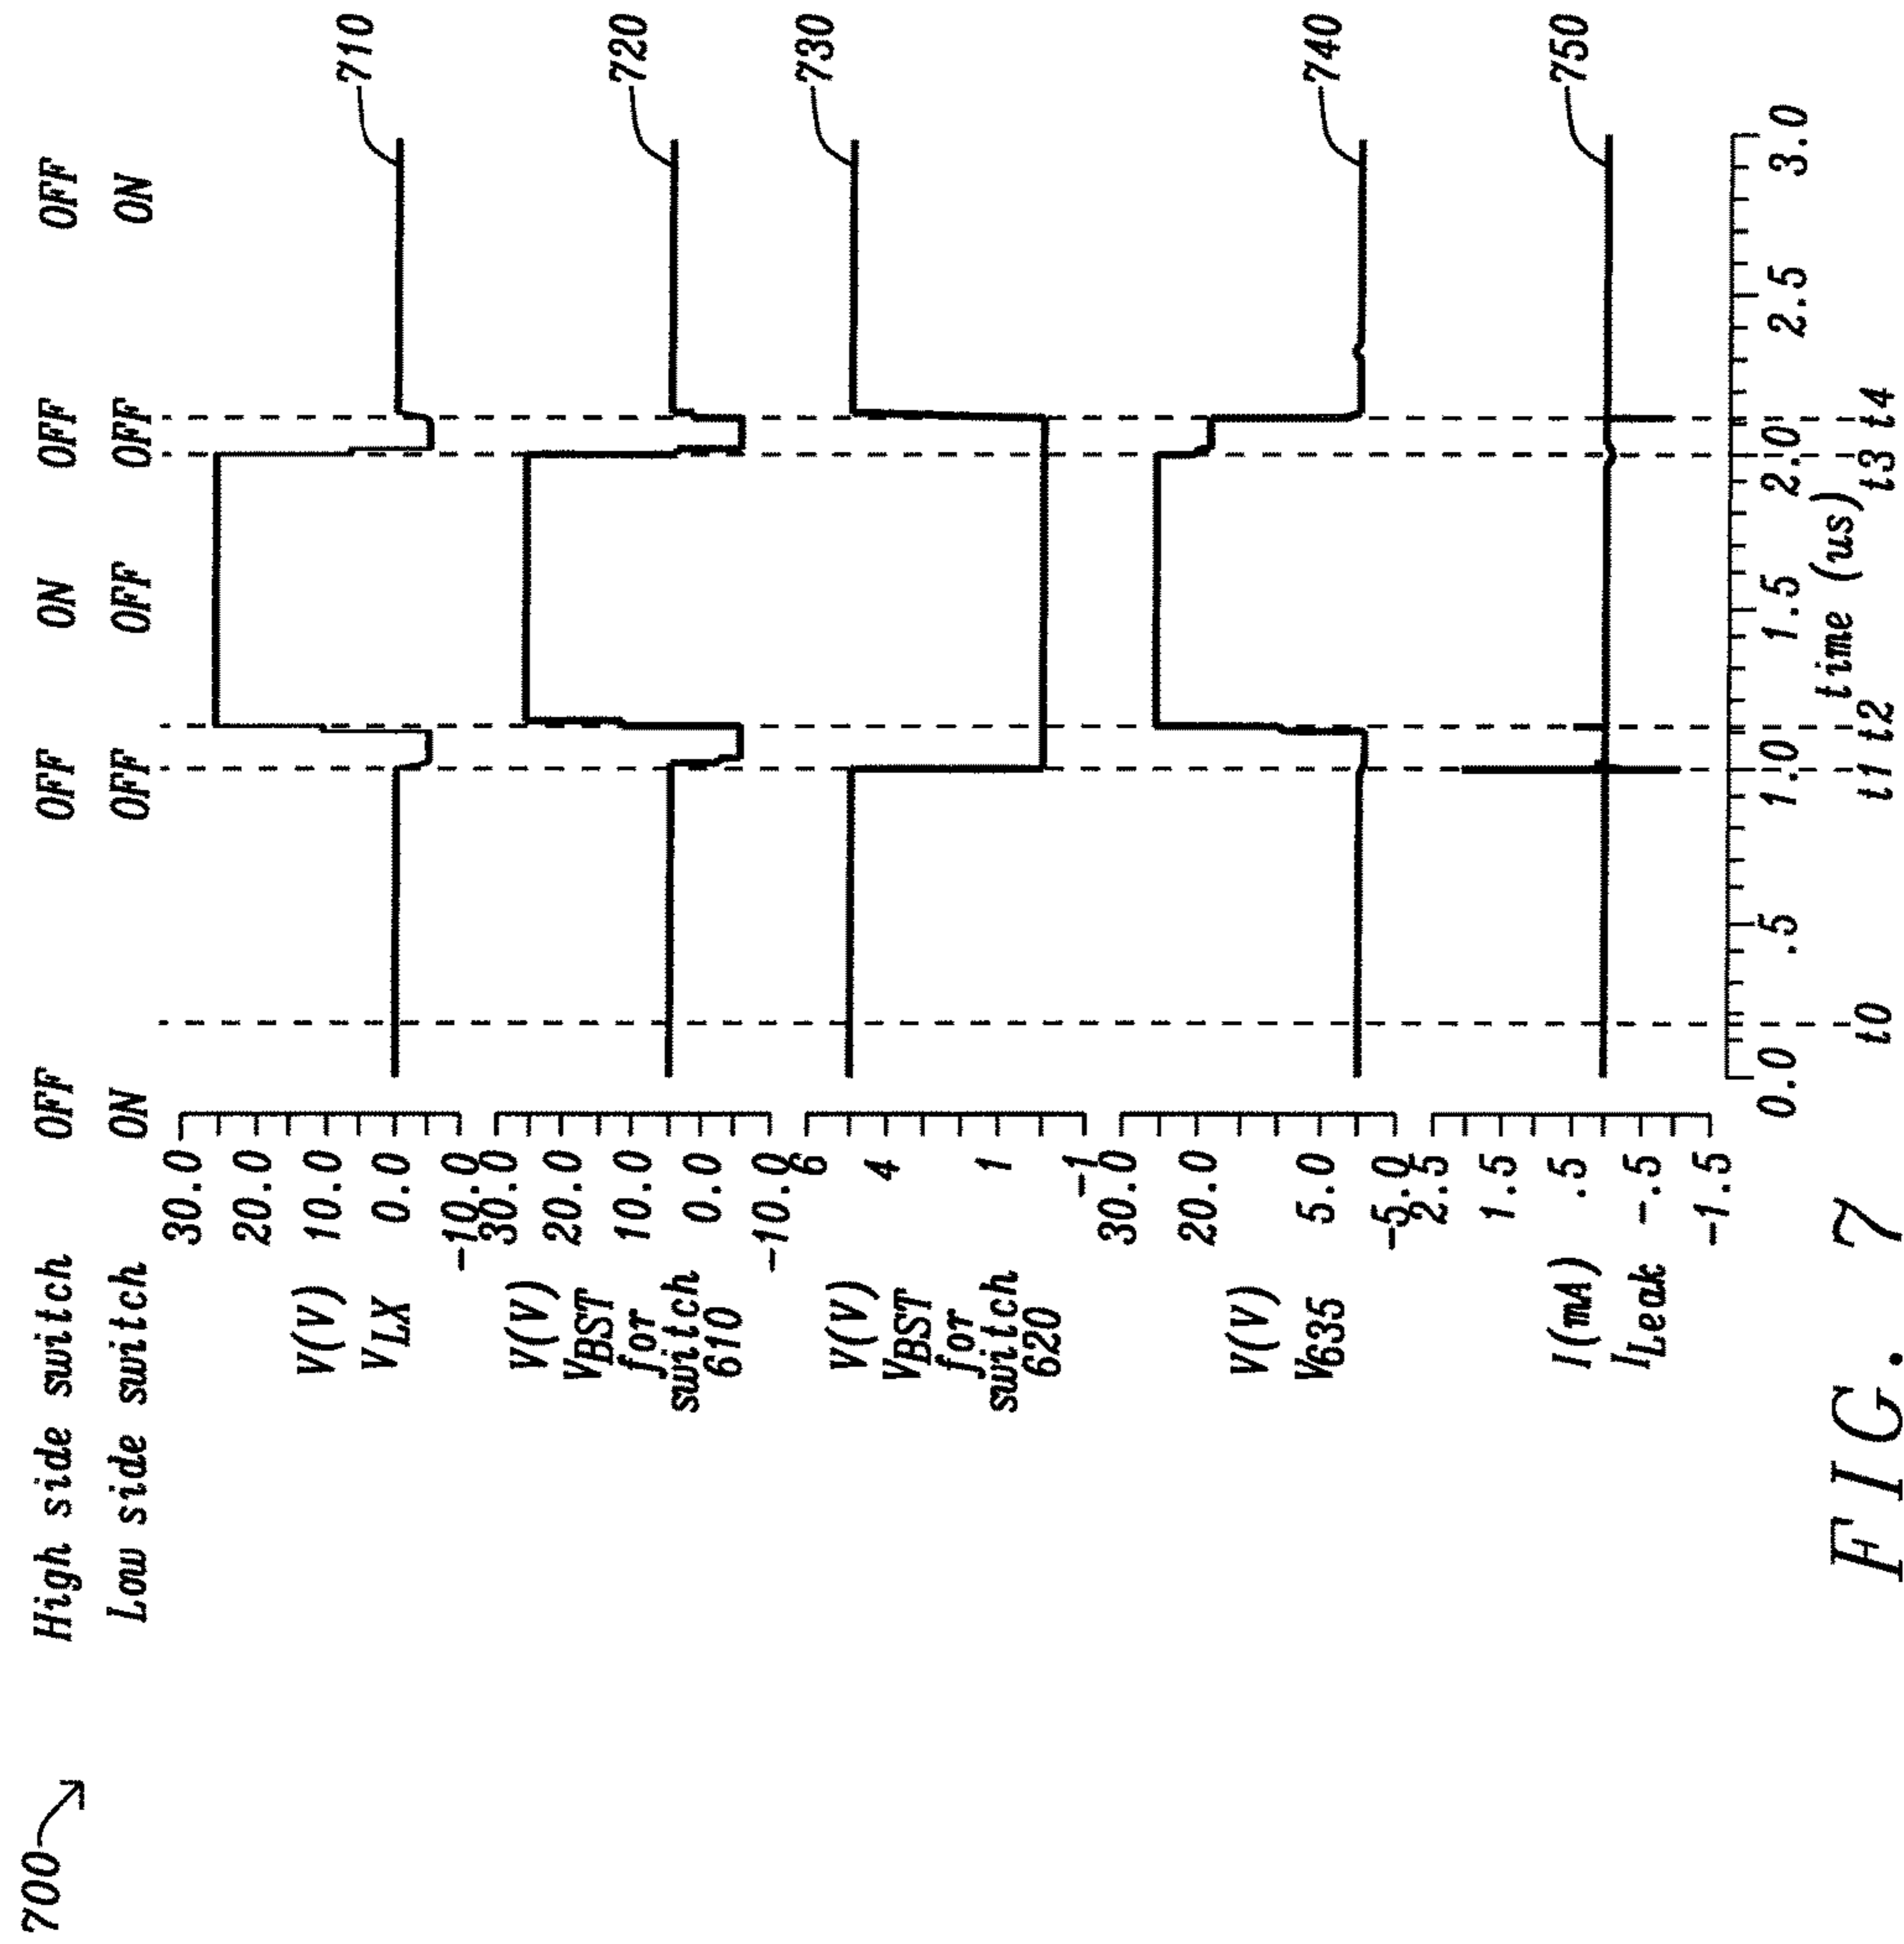 700
High side switch OFF OFF ON OFF OFF
Low side switch ON OFF OFF OFF ON
V(V)
VLX
30.0
20.0
10.0
0.0
-10.0
710
V(V)
VBST
for
switch
610
30.0
20.0
10.0
0.0
-10.0
720
V(V)
VBST
for
switch
620
6
4
1
-1
730
V(V)
V635
30.0
20.0
5.0
-5.0
740
I(mA)
ILeak
2.5
1.5
.5
-.5
-1.5
750
0.0 .5 1.0 1.5 2.0 2.5 3.0
time (us)
t0 t1 t2 t3 t4
FIG. 7